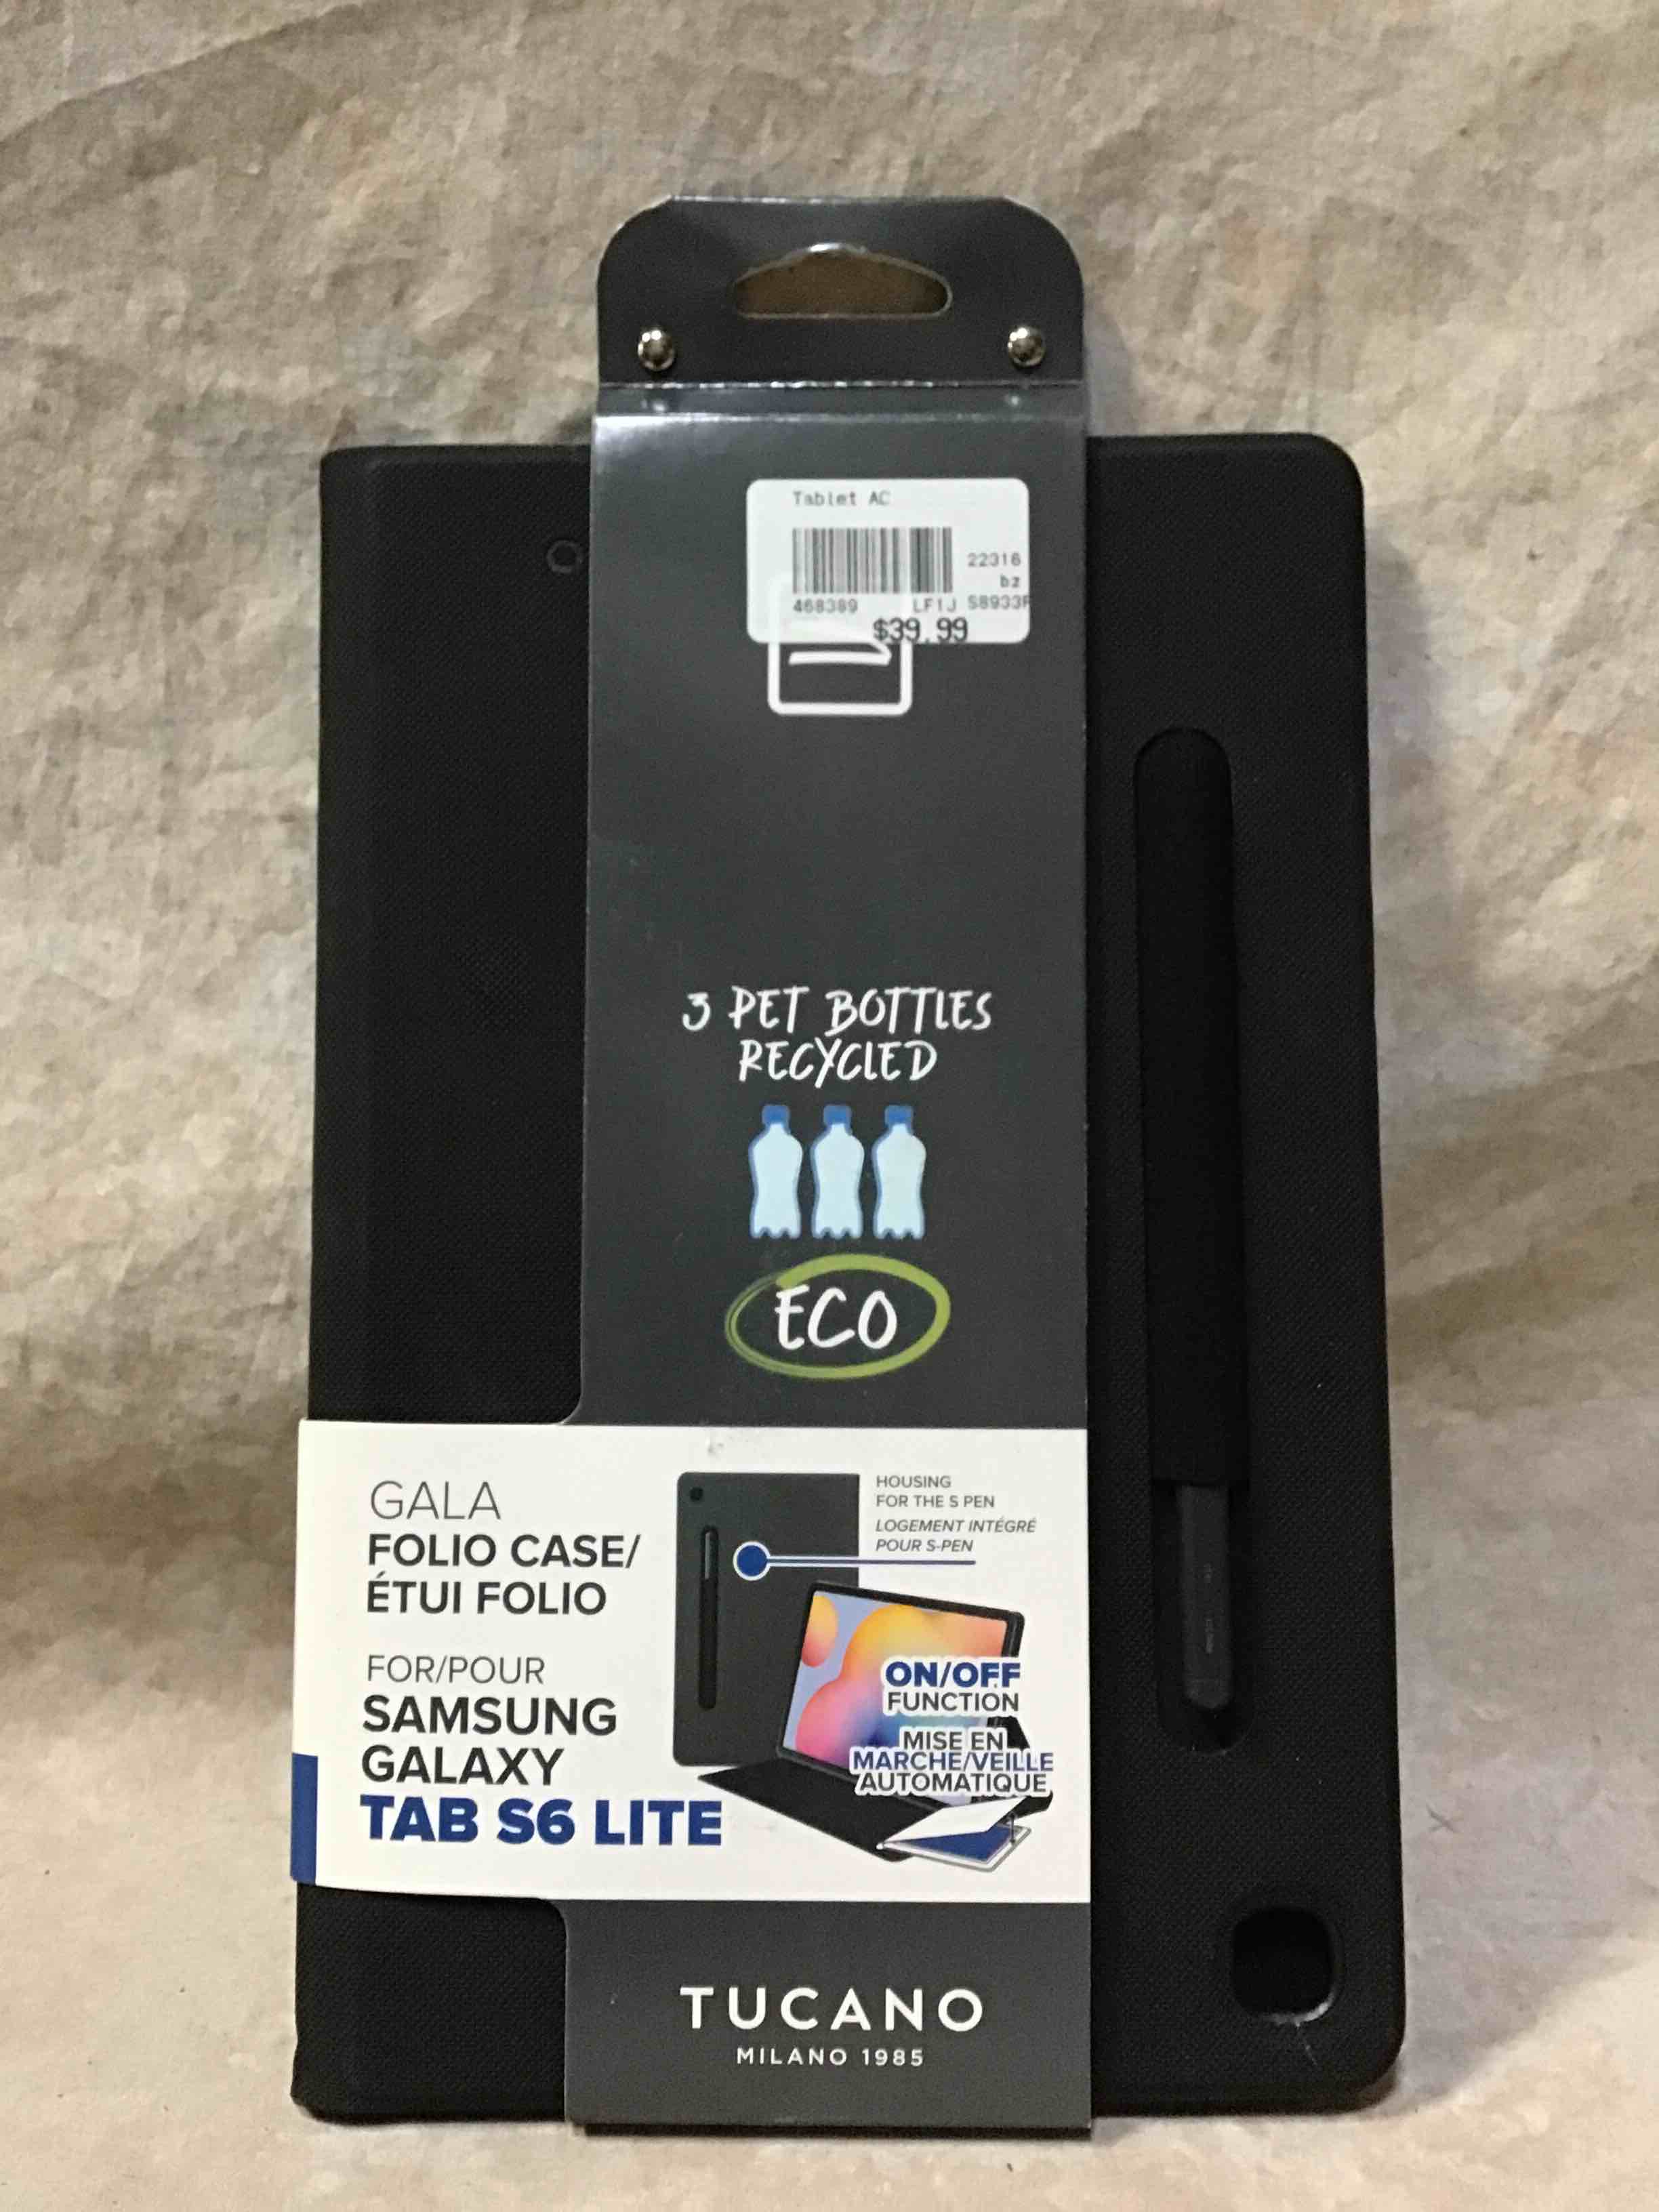 Tablet AC
22316
bz
468389 LF1J S8933F
$39.99
3 PET BOTTLES
RECYCLED
ECO
GALA
FOLIO CASE/
ÉTUI FOLIO
FOR/POUR
SAMSUNG
GALAXY
TAB S6 LITE
HOUSING
FOR THE S PEN
LOGEMENT INTÉGRÉ
POUR S-PEN
ON/OFF
FUNCTION
MISE EN
MARCHE/VEILLE
AUTOMATIQUE
TUCANO
MILANO 1985